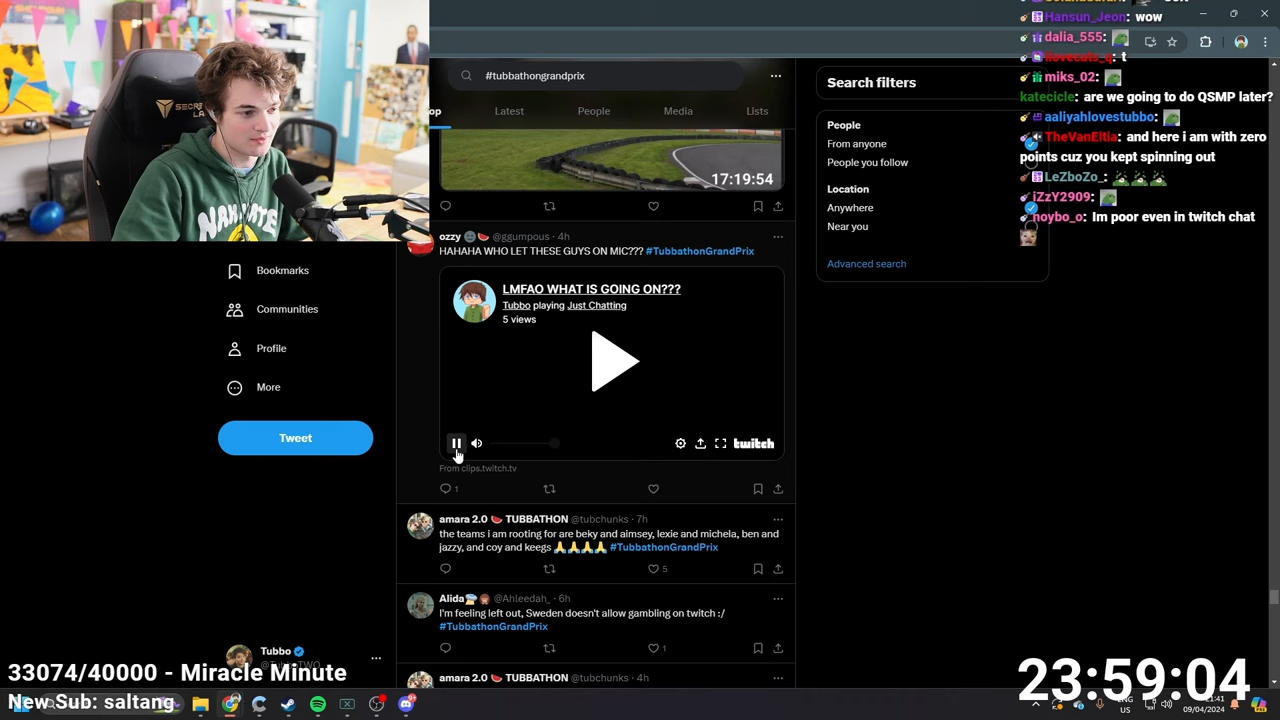 #tubbathongrandprix
op
Latest
People
Media
Lists
17:19:54
ozzy @ggumpous · 4h
HAHAHA WHO LET THESE GUYS ON MIC??? #TubbathonGrandPrix
LMFAO WHAT IS GOING ON???
Tubbo playing Just Chatting
5 views
twitch
From clips.twitch.tv
1
amara 2.0 TUBBATHON @tubchunks · 7h
the teams i am rooting for are beky and aimsey, lexie and michela, ben and
jazzy, and coy and keegs #TubbathonGrandPrix
5
Alida @Ahleedah_ · 6h
I'm feeling left out, Sweden doesn't allow gambling on twitch :/
#TubbathonGrandPrix
1
amara 2.0 TUBBATHON @tubchunks · 4h
Bookmarks
Communities
Profile
More
Tweet
Tubbo
Search filters
People
From anyone
People you follow
Location
Anywhere
Near you
Advanced search
Hansun_Jeon: wow
dalia_555:
ilovecats_q: t
miks_02:
katecicle: are we going to do QSMP later?
aaliyahlovestubbo:
TheVanEltia: and here i am with zero
points cuz you kept spinning out
LeZboZo_:
iZzY2909:
noybo_o: Im poor even in twitch chat
33074/40000 - Miracle Minute
New Sub: saltang
23:59:04
ENG
US
21:41
09/04/2024